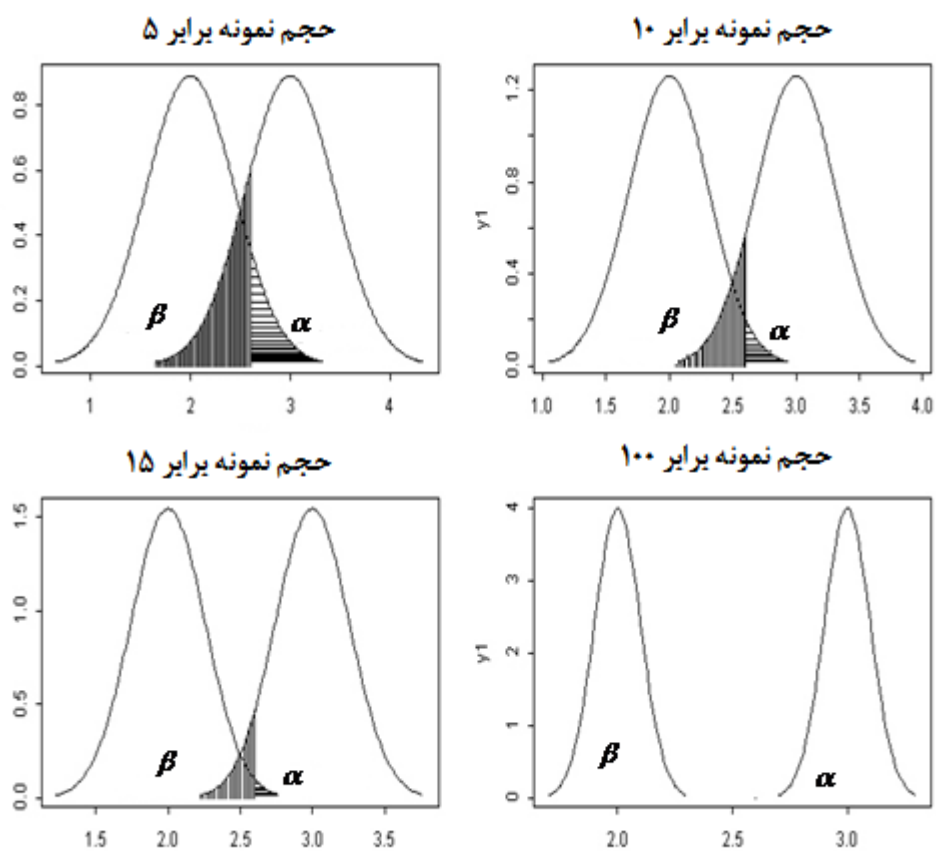 حجم نمونه برابر ۵
0.0 0.2 0.4 0.6 0.8
β
α
1 2 3 4
حجم نمونه برابر ۱۰
y1
0.0 0.4 0.8 1.2
β
α
1.0 1.5 2.0 2.5 3.0 3.5 4.0
حجم نمونه برابر ۱۵
0.0 0.5 1.0 1.5
β
α
1.5 2.0 2.5 3.0 3.5
حجم نمونه برابر ۱۰۰
y1
0 1 2 3 4
β
α
2.0 2.5 3.0